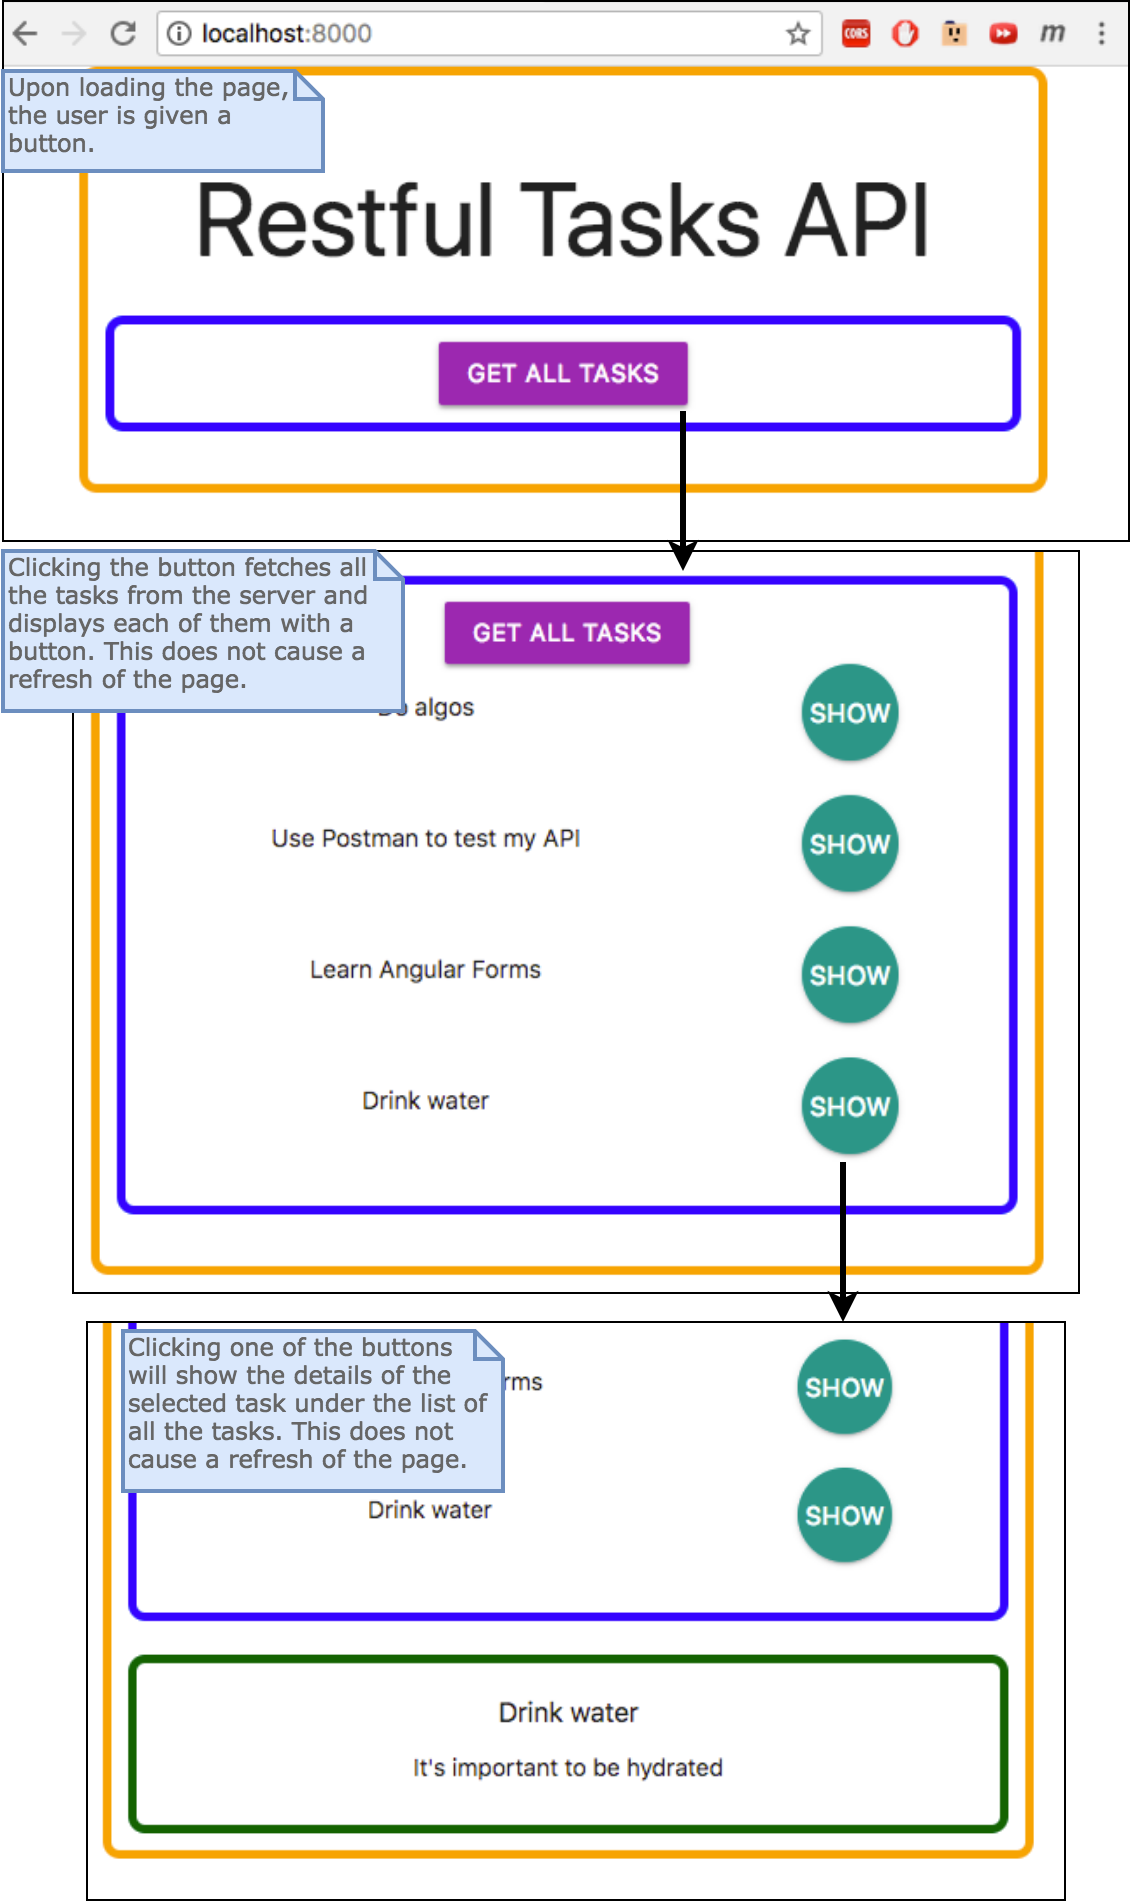 localhost:8000
CORS
m
Upon loading the page,
the user is given a
button.
Restful Tasks API
GET ALL TASKS
Clicking the button fetches all
the tasks from the server and
displays each of them with a
button. This does not cause a
refresh of the page.
GET ALL TASKS
Do algos
SHOW
Use Postman to test my API
SHOW
Learn Angular Forms
SHOW
Drink water
SHOW
Clicking one of the buttons
will show the details of the
selected task under the list of
all the tasks. This does not
cause a refresh of the page.
rms
SHOW
Drink water
SHOW
Drink water
It's important to be hydrated